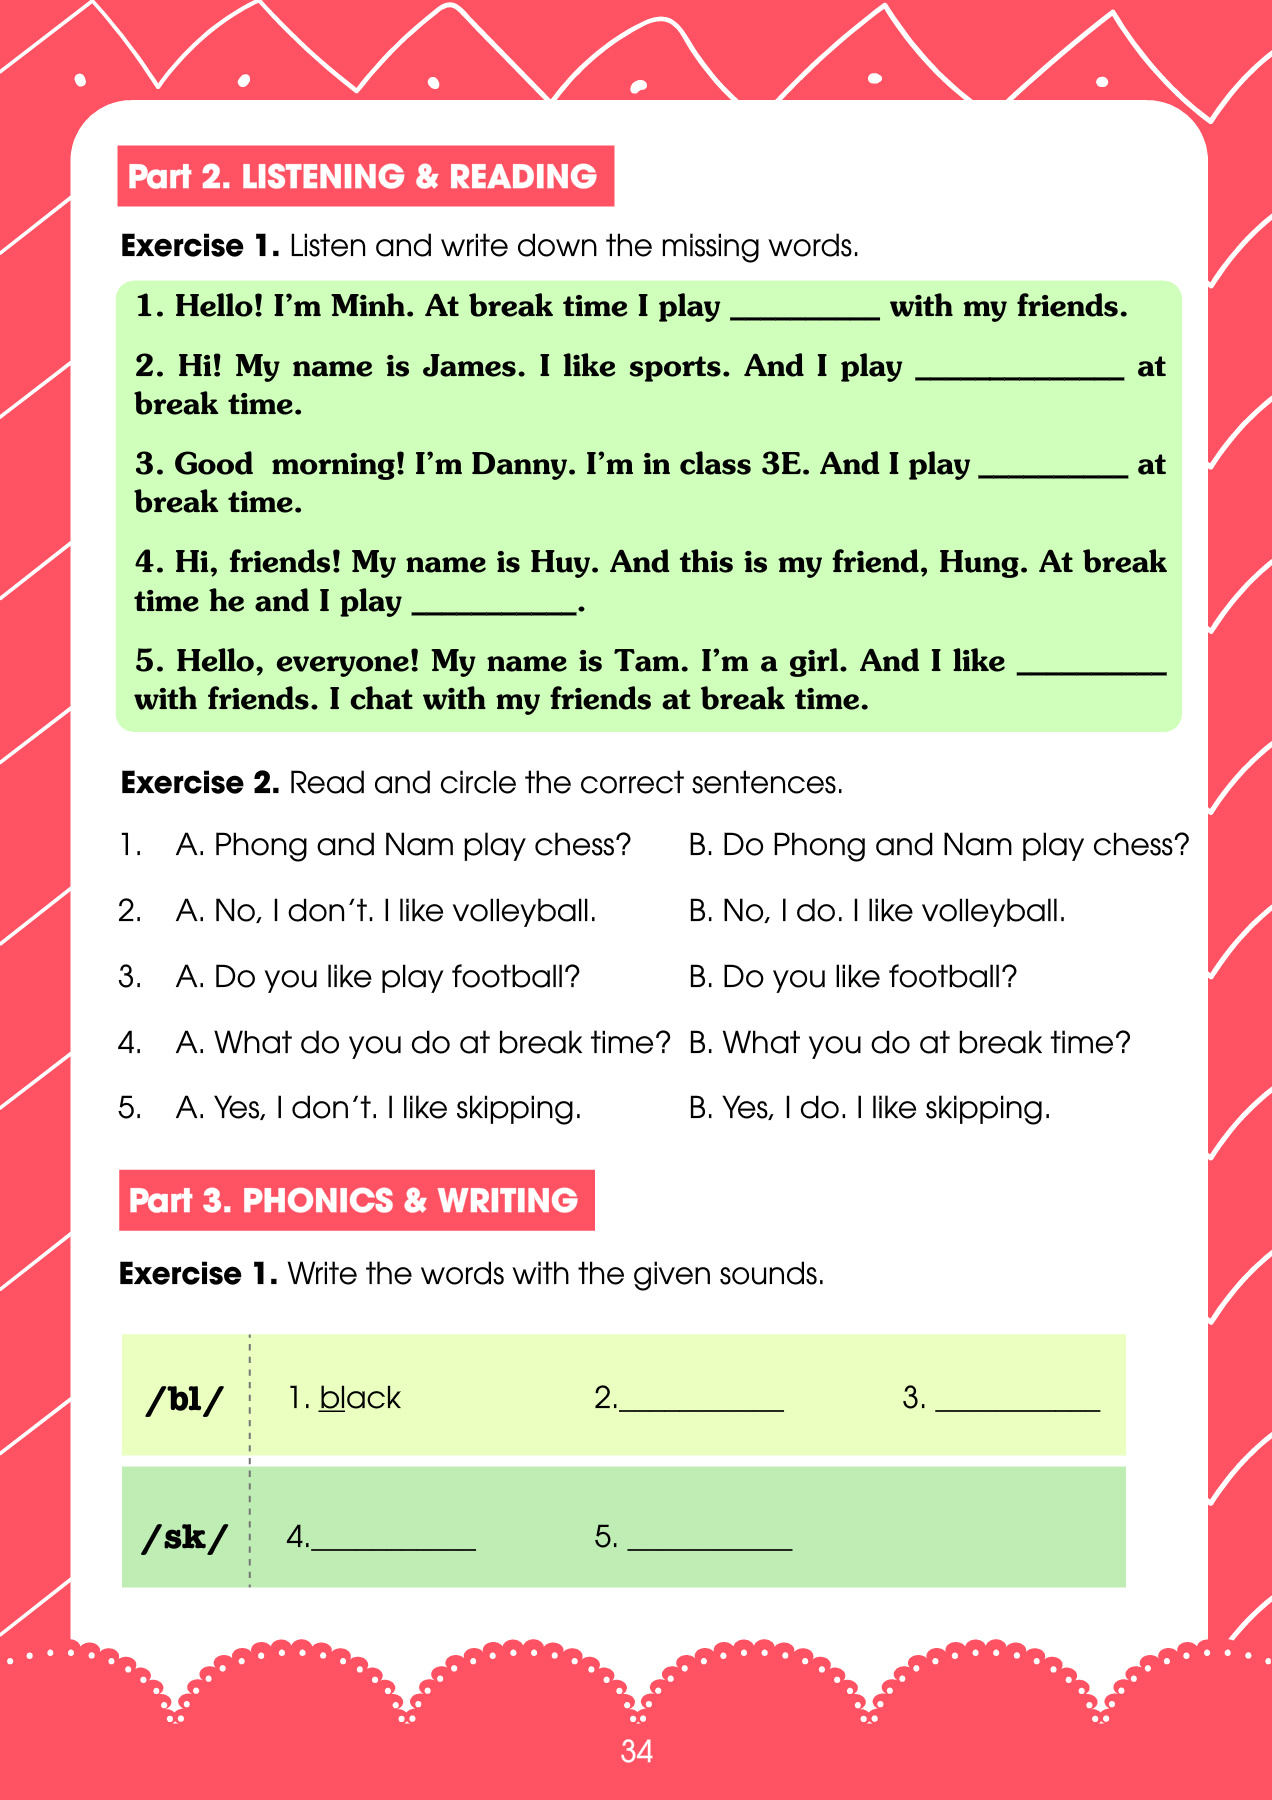 Part 2. LISTENING & READING
Exercise 1. Listen and write down the missing words.
1. Hello! I’m Minh. At break time I play __________ with my friends.
2. Hi! My name is James. I like sports. And I play ______________ at
break time.
3. Good morning! I’m Danny. I’m in class 3E. And I play __________ at
break time.
4. Hi, friends! My name is Huy. And this is my friend, Hung. At break
time he and I play ___________.
5. Hello, everyone! My name is Tam. I’m a girl. And I like __________
with friends. I chat with my friends at break time.
Exercise 2. Read and circle the correct sentences.
1. A. Phong and Nam play chess? B. Do Phong and Nam play chess?
2. A. No, I don’t. I like volleyball. B. No, I do. I like volleyball.
3. A. Do you like play football? B. Do you like football?
4. A. What do you do at break time? B. What you do at break time?
5. A. Yes, I don’t. I like skipping. B. Yes, I do. I like skipping.
Part 3. PHONICS & WRITING
Exercise 1. Write the words with the given sounds.
/bl/ 1. black 2.___________ 3. ___________
/sk/ 4.___________ 5. ___________
34